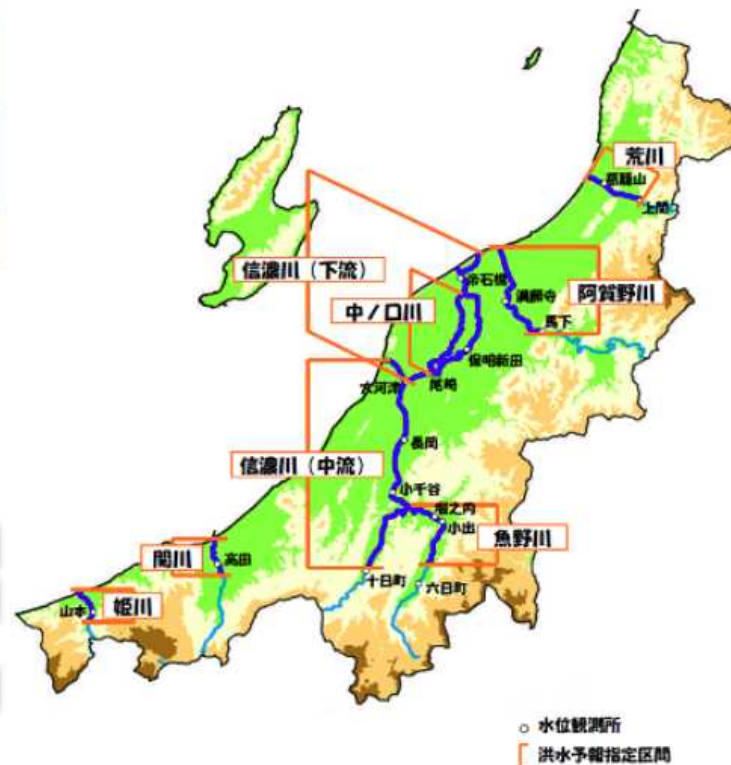 荒川
葛籠山
上関
信濃川（下流）
帝石橋
満願寺
阿賀野川
中ノ口川
馬下
保明新田
大河津
尾崎
長岡
信濃川（中流）
小千谷
堀之内
小出
魚野川
関川
高田
十日町
六日町
山本
姫川
水位観測所
洪水予報指定区間